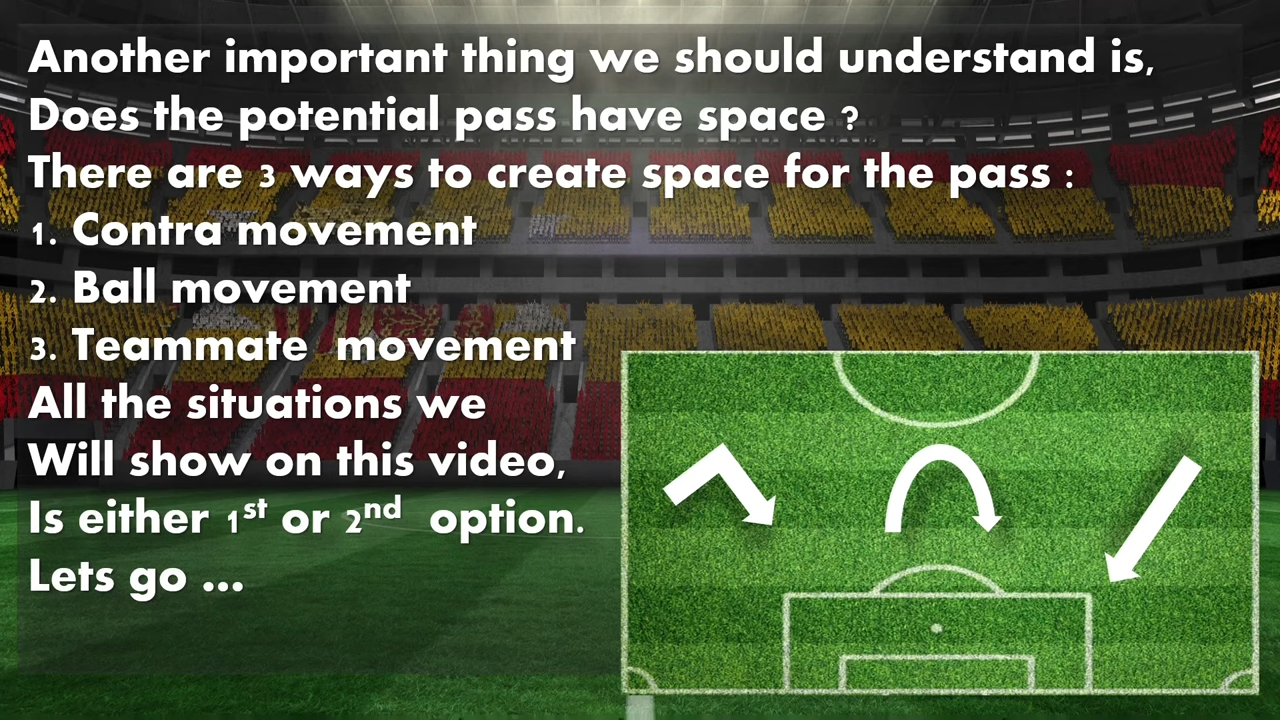 Another important thing we should understand is,
Does the potential pass have space ?
There are 3 ways to create space for the pass :
1. Contra movement
2. Ball movement
3. Teammate movement
All the situations we
Will show on this video,
Is either 1st or 2nd option.
Lets go ...